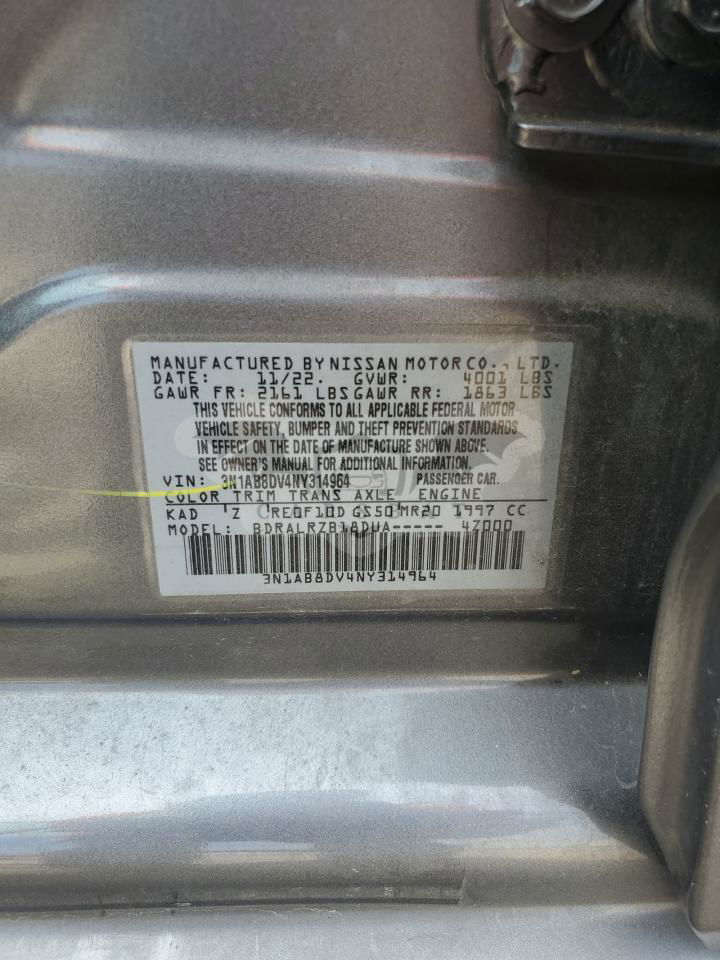 MANUFACTURED BY NISSAN MOTOR CO., LTD.
DATE: 11/22. GVWR: 4001 LBS
GAWR FR: 2161 LBS GAWR RR: 1863 LBS
THIS VEHICLE CONFORMS TO ALL APPLICABLE FEDERAL MOTOR
VEHICLE SAFETY, BUMPER AND THEFT PREVENTION STANDARDS
IN EFFECT ON THE DATE OF MANUFACTURE SHOWN ABOVE.
SEE OWNER'S MANUAL FOR ADDITIONAL INFORMATION.
VIN: 3N1AB8DV4NY314964 PASSENGER CAR.
COLOR TRIM TRANS AXLE ENGINE
KAD Z RE0F10D GS50 MR20 1997 CC
MODEL: BDRALRZB18DUA----- 47000
3N1AB8DV4NY314964